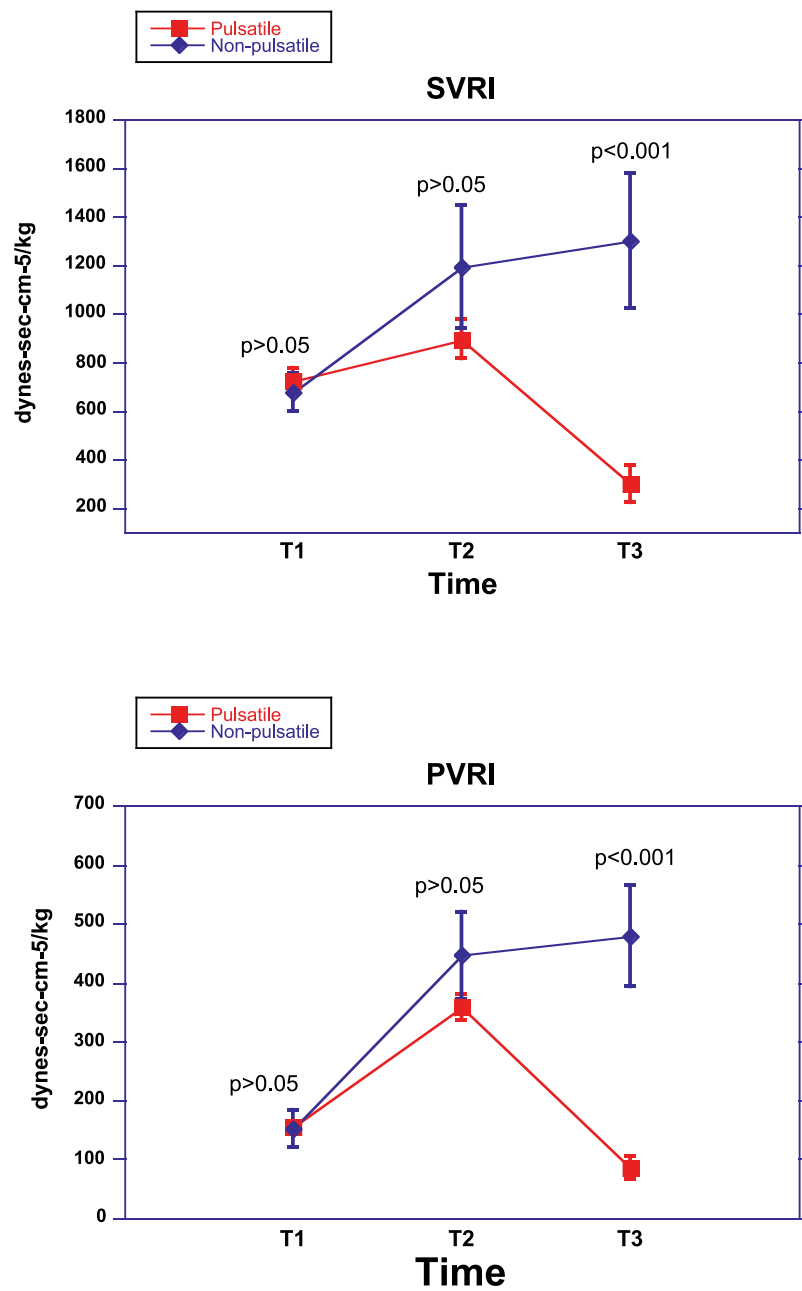 Pulsatile
Non-pulsatile
SVRI
1800
1600
1400
1200
1000
800
600
400
200
dynes-sec-cm-5/kg
p>0.05
p>0.05
p<0.001
T1 T2 T3
Time
Pulsatile
Non-pulsatile
PVRI
700
600
500
400
300
200
100
0
dynes-sec-cm-5/kg
p>0.05
p>0.05
p<0.001
T1 T2 T3
Time